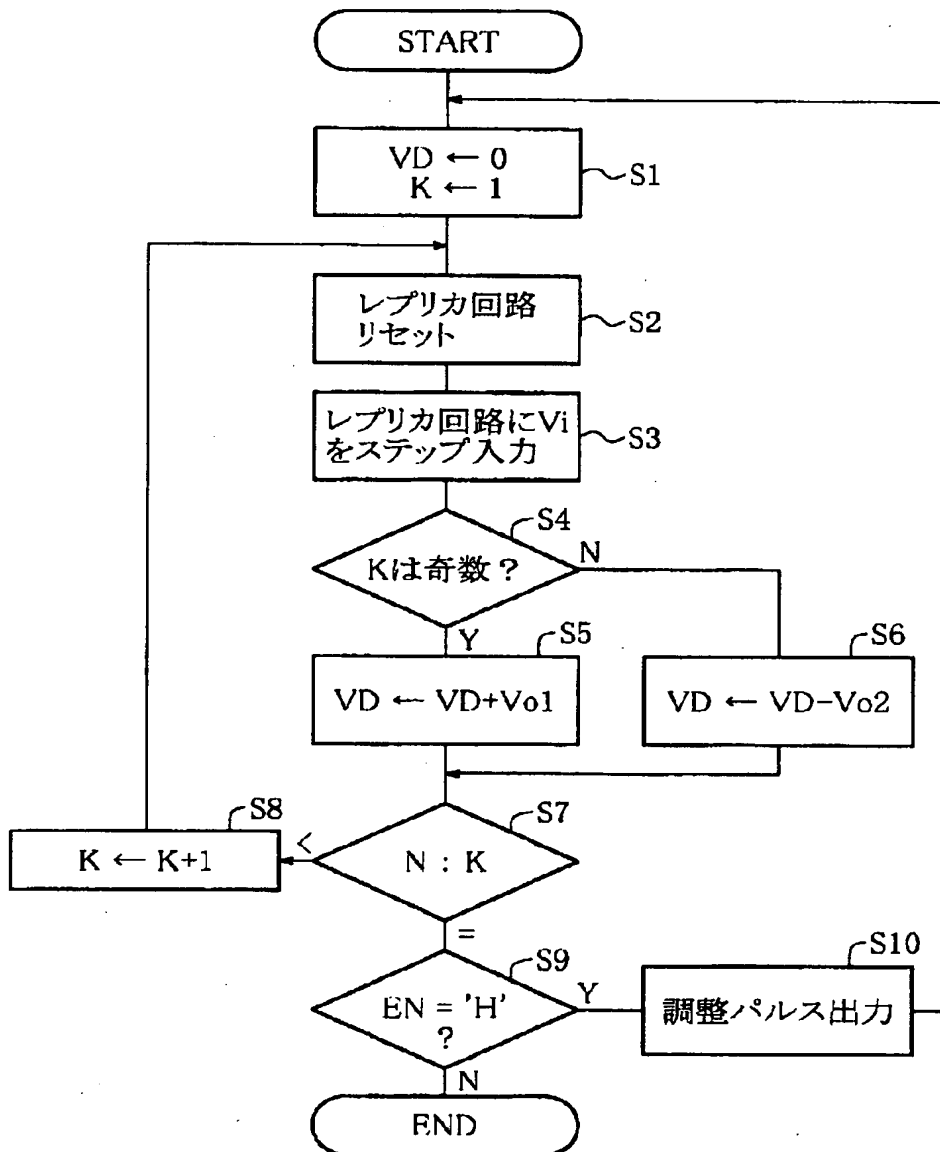 START
VD ← 0
K ← 1
S1
レプリカ回路
リセット
S2
レプリカ回路にVi
をステップ入力
S3
S4
Kは奇数?
N
Y
S5
VD ← VD+Vo1
S6
VD ← VD-Vo2
S7
N : K
<
=
S8
K ← K+1
S9
EN = 'H'
?
Y
N
S10
調整パルス出力
END